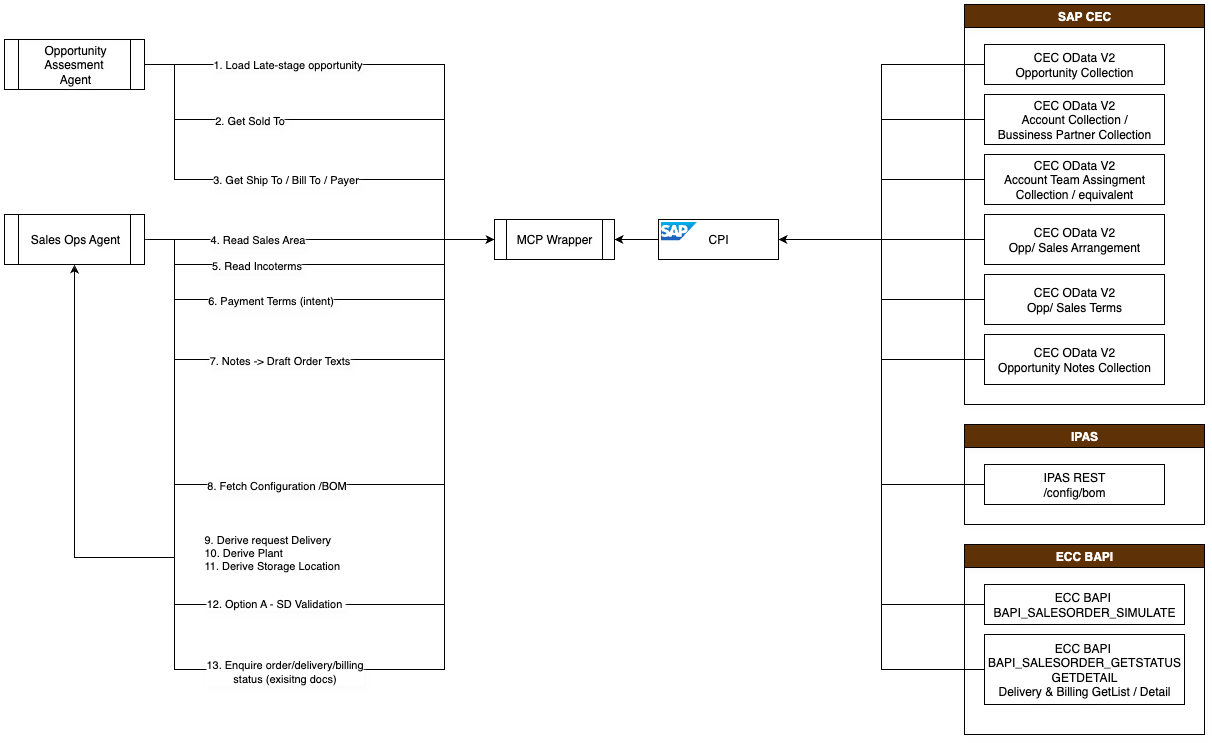 Opportunity
Assesment
Agent
1. Load Late-stage opportunity
2. Get Sold To
3. Get Ship To / Bill To / Payer
Sales Ops Agent
4. Read Sales Area
5. Read Incoterms
6. Payment Terms (intent)
7. Notes -> Draft Order Texts
8. Fetch Configuration /BOM
9. Derive request Delivery
10. Derive Plant
11. Derive Storage Location
12. Option A - SD Validation
13. Enquire order/delivery/billing
status (exisitng docs)
MCP Wrapper
SAP
CPI
SAP CEC
CEC OData V2
Opportunity Collection
CEC OData V2
Account Collection /
Bussiness Partner Collection
CEC OData V2
Account Team Assingment
Collection / equivalent
CEC OData V2
Opp/ Sales Arrangement
CEC OData V2
Opp/ Sales Terms
CEC OData V2
Opportunity Notes Collection
IPAS
IPAS REST
/config/bom
ECC BAPI
ECC BAPI
BAPI_SALESORDER_SIMULATE
ECC BAPI
BAPI_SALESORDER_GETSTATUS
GETDETAIL
Delivery & Billing GetList / Detail